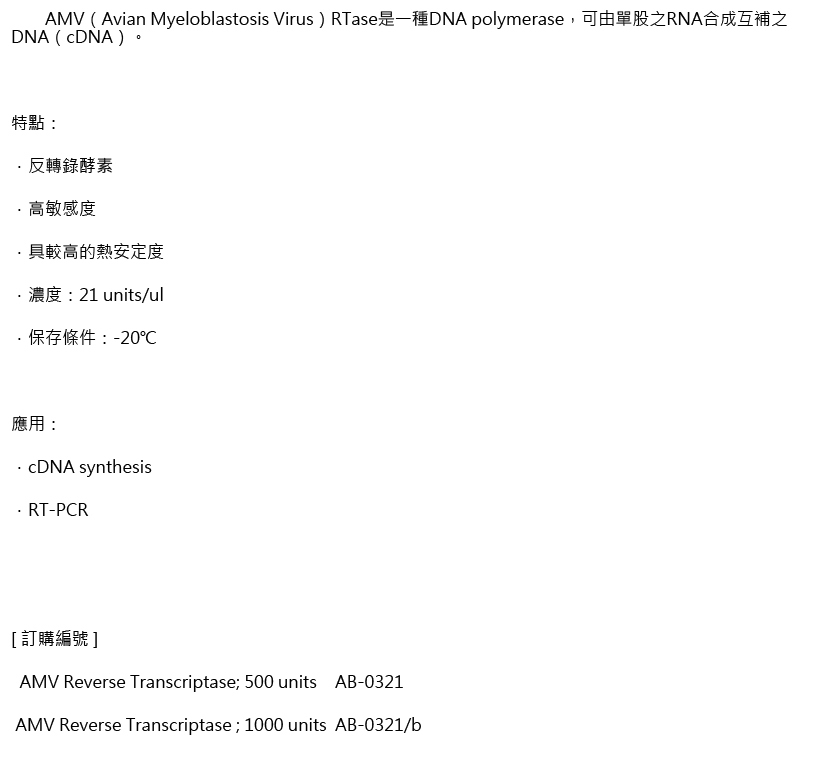 AMV（Avian Myeloblastosis Virus）RTase是一種DNA polymerase，可由單股之RNA合成互補之
DNA（cDNA）。
特點：
．反轉錄酵素
．高敏感度
．具較高的熱安定度
．濃度：21 units/ul
．保存條件：-20℃
應用：
．cDNA synthesis
．RT-PCR
[ 訂購編號 ]
AMV Reverse Transcriptase; 500 units    AB-0321
AMV Reverse Transcriptase ; 1000 units  AB-0321/b